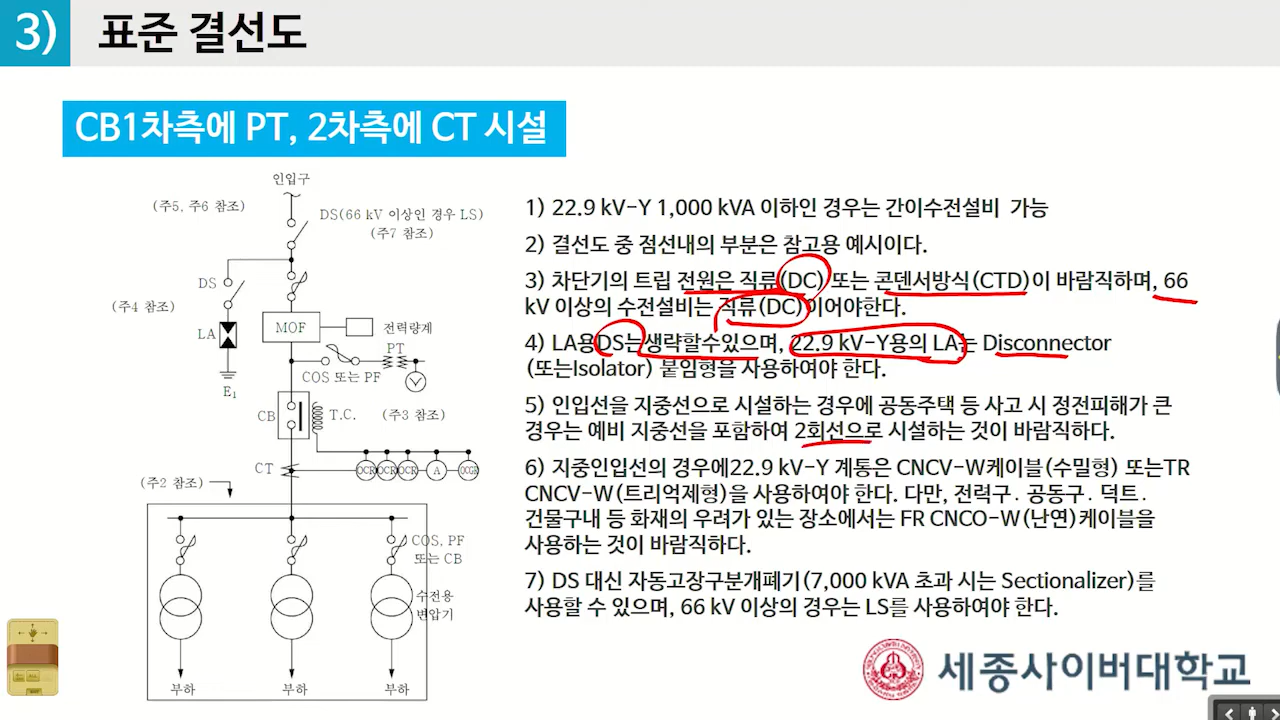 3) 표준 결선도
CB1차측에 PT, 2차측에 CT 시설
인입구
(주5, 주6 참조)
DS(66 kV 이상인 경우 LS)
(주7 참조)
DS
(주4 참조)
LA
MOF
전력량계
PT
COS 또는 PF
V
E₁
CB
T.C.
(주3 참조)
CT
OCR OCR OCR A OCGR
(주2 참조)
COS, PF
또는 CB
수전용
변압기
부하
부하
부하
1) 22.9 kV-Y 1,000 kVA 이하인 경우는 간이수전설비 가능
2) 결선도 중 점선내의 부분은 참고용 예시이다.
3) 차단기의 트립 전원은 직류(DC) 또는 콘덴서방식(CTD)이 바람직하며, 66
kV 이상의 수전설비는 직류(DC)이어야한다.
4) LA용DS는생략할수있으며, 22.9 kV-Y용의 LA는 Disconnector
(또는Isolator) 붙임형을 사용하여야 한다.
5) 인입선을 지중선으로 시설하는 경우에 공동주택 등 사고 시 정전피해가 큰
경우는 예비 지중선을 포함하여 2회선으로 시설하는 것이 바람직하다.
6) 지중인입선의 경우에22.9 kV-Y 계통은 CNCV-W케이블(수밀형) 또는TR
CNCV-W(트리억제형)을 사용하여야 한다. 다만, 전력구. 공동구. 덕트.
건물구내 등 화재의 우려가 있는 장소에서는 FR CNCO-W(난연)케이블을
사용하는 것이 바람직하다.
7) DS 대신 자동고장구분개폐기(7,000 kVA 초과 시는 Sectionalizer)를
사용할 수 있으며, 66 kV 이상의 경우는 LS를 사용하여야 한다.
세종사이버대학교